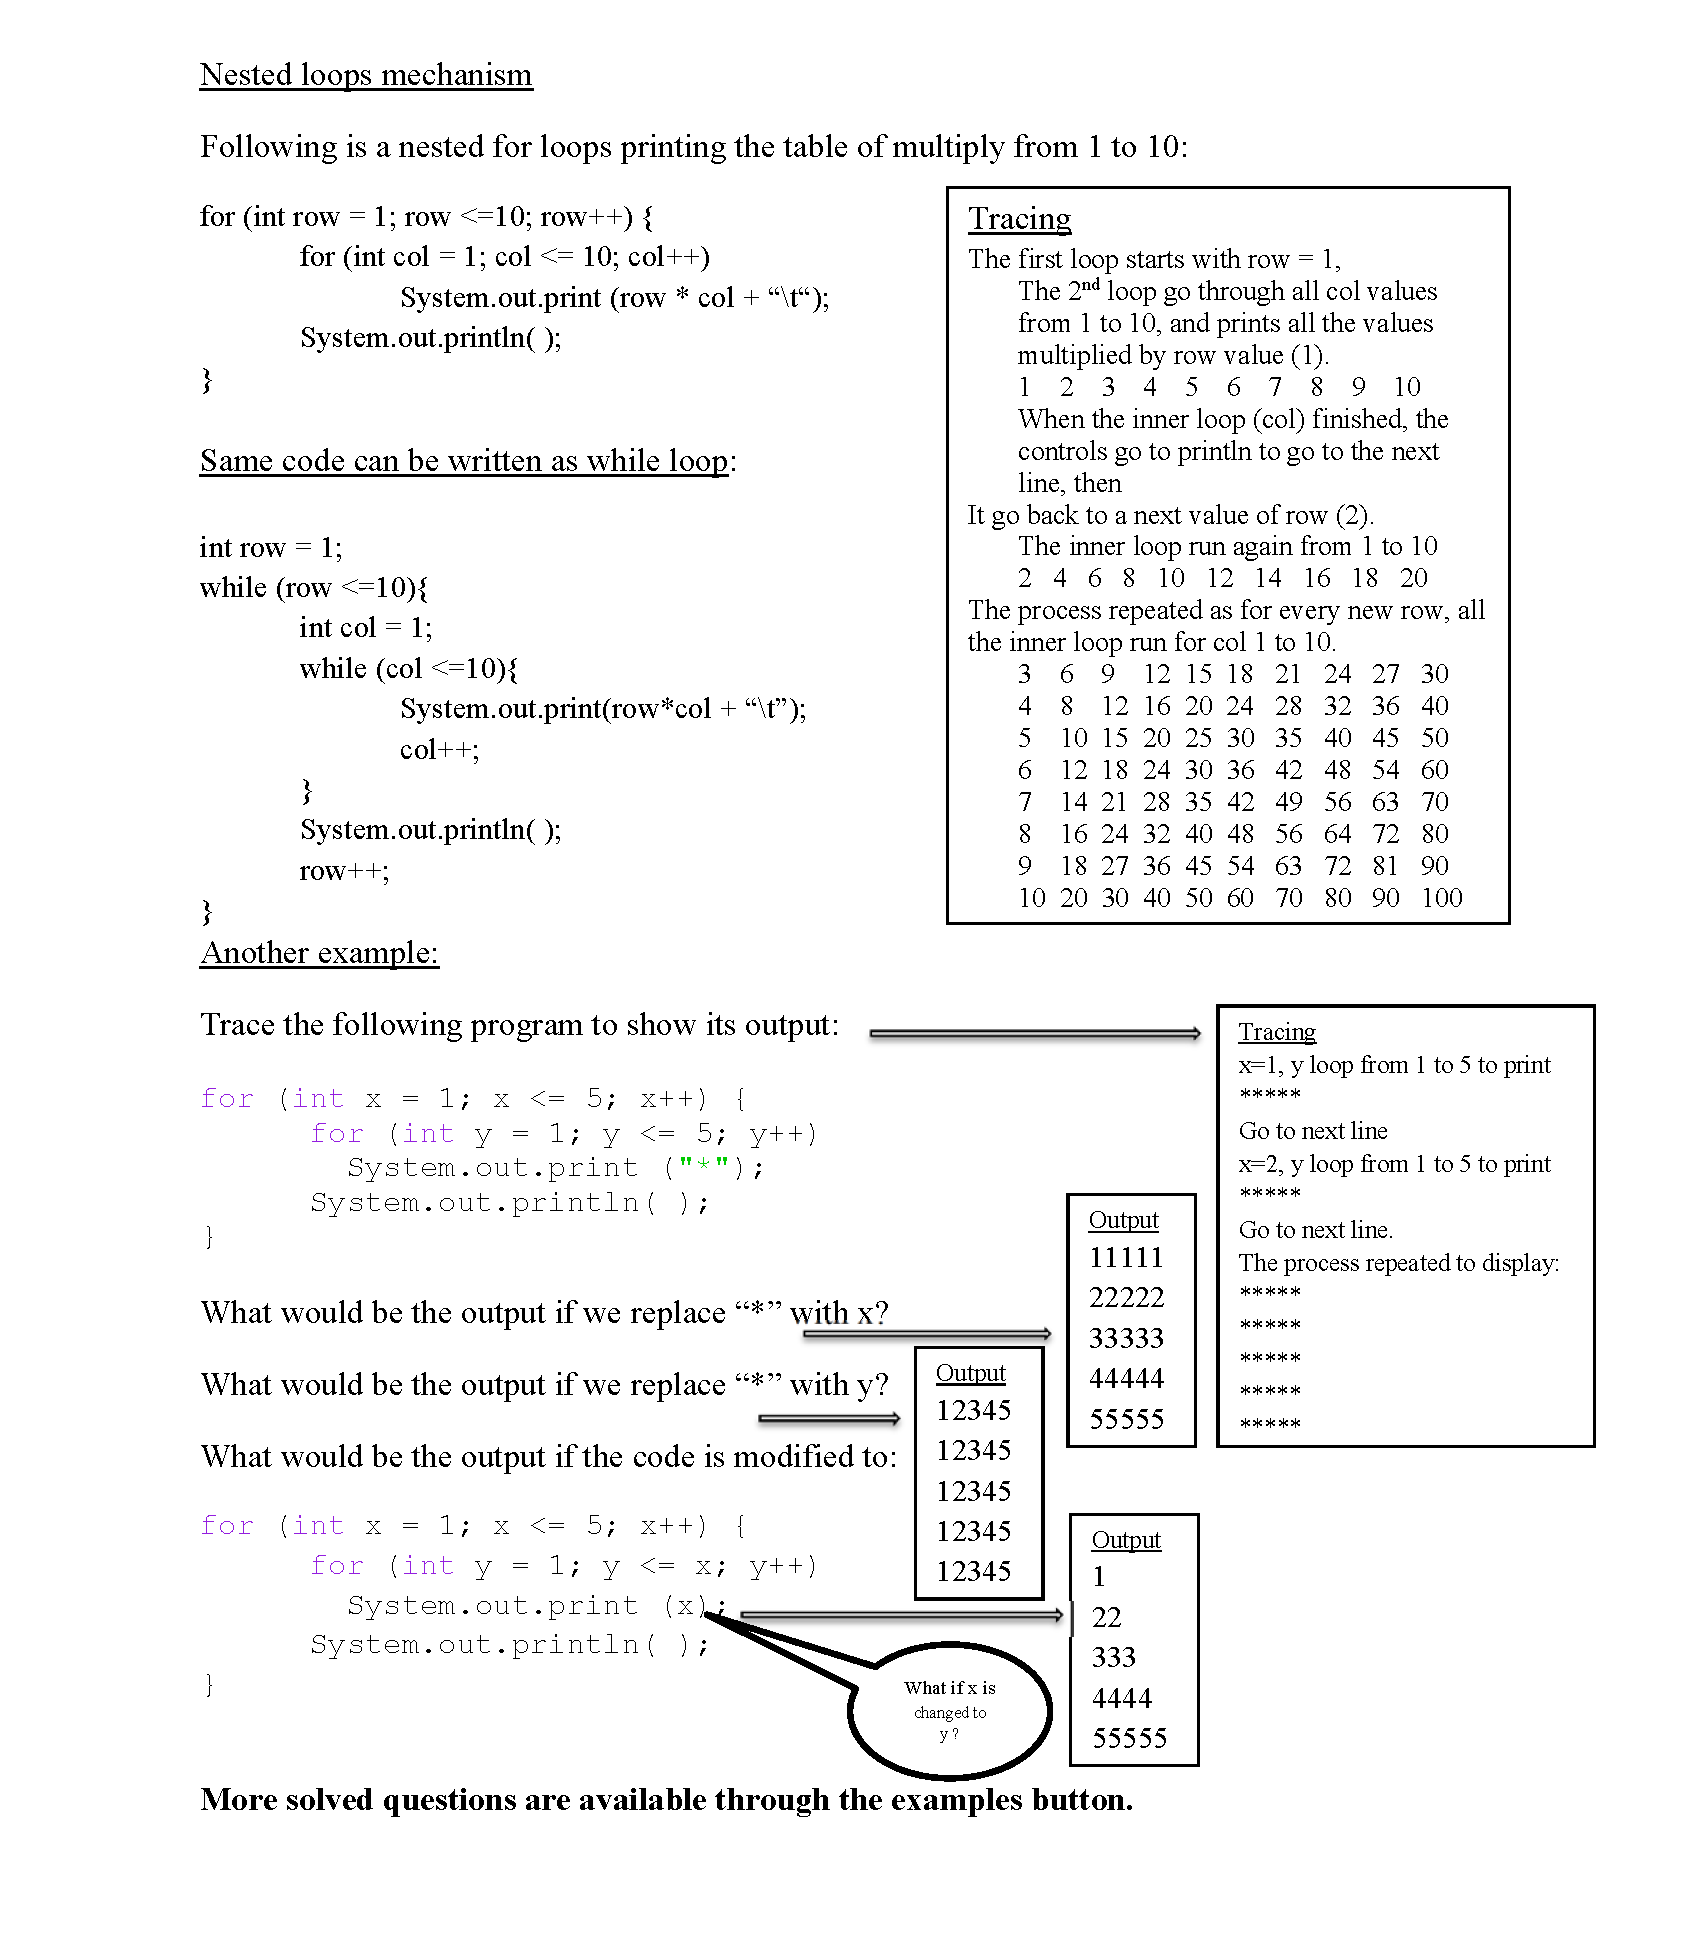 Nested loops mechanism
Following is a nested for loops printing the table of multiply from 1 to 10:
for (int row = 1; row <=10; row++) {
for (int col = 1; col <= 10; col++)
System.out.print (row * col + “\t“);
System.out.println( );
}
Same code can be written as while loop:
int row = 1;
while (row <=10){
int col = 1;
while (col <=10){
System.out.print(row*col + “\t”);
col++;
}
System.out.println( );
row++;
}
Tracing
The first loop starts with row = 1,
The 2nd loop go through all col values
from 1 to 10, and prints all the values
multiplied by row value (1).
1 2 3 4 5 6 7 8 9 10
When the inner loop (col) finished, the
controls go to println to go to the next
line, then
It go back to a next value of row (2).
The inner loop run again from 1 to 10
2 4 6 8 10 12 14 16 18 20
The process repeated as for every new row, all
the inner loop run for col 1 to 10.
3 6 9 12 15 18 21 24 27 30
4 8 12 16 20 24 28 32 36 40
5 10 15 20 25 30 35 40 45 50
6 12 18 24 30 36 42 48 54 60
7 14 21 28 35 42 49 56 63 70
8 16 24 32 40 48 56 64 72 80
9 18 27 36 45 54 63 72 81 90
10 20 30 40 50 60 70 80 90 100
Another example:
Trace the following program to show its output:
for (int x = 1; x <= 5; x++) {
for (int y = 1; y <= 5; y++)
System.out.print ("*");
System.out.println( );
}
Tracing
x=1, y loop from 1 to 5 to print
*****
Go to next line
x=2, y loop from 1 to 5 to print
*****
Go to next line.
The process repeated to display:
*****
*****
*****
*****
*****
What would be the output if we replace “*” with x?
Output
11111
22222
33333
44444
55555
What would be the output if we replace “*” with y?
Output
12345
12345
12345
12345
12345
What would be the output if the code is modified to:
for (int x = 1; x <= 5; x++) {
for (int y = 1; y <= x; y++)
System.out.print (x);
System.out.println( );
}
Output
1
22
333
4444
55555
What if x is
changed to
y ?
More solved questions are available through the examples button.